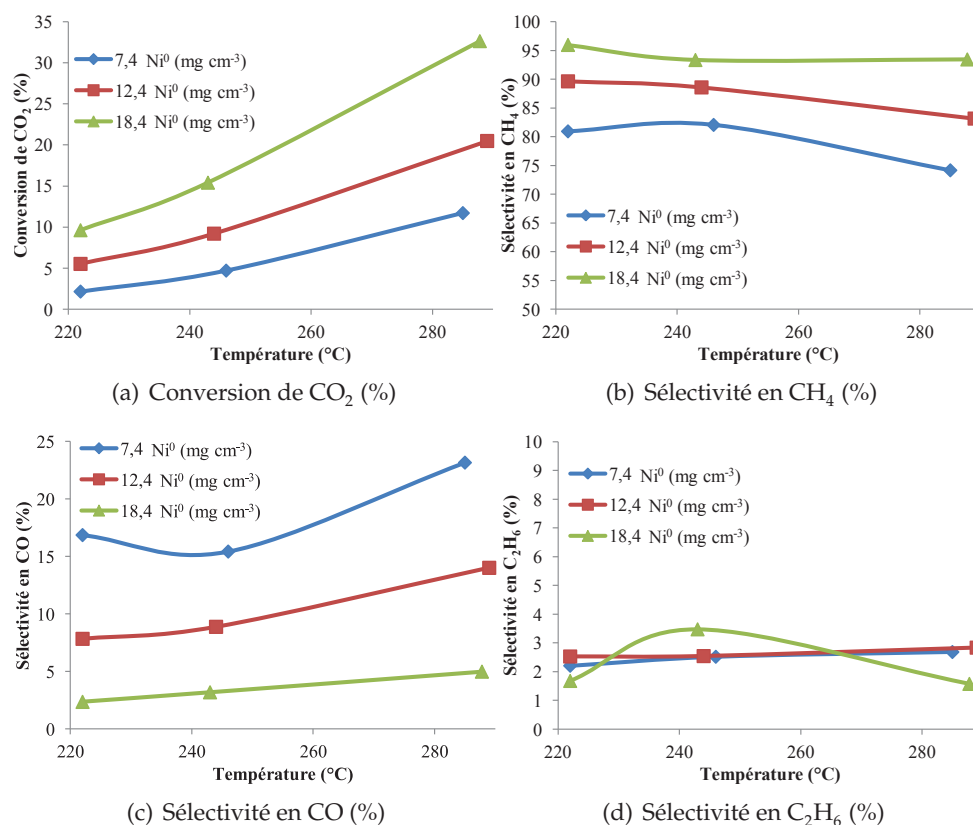 35
30
25
20
15
10
5
0
Conversion de CO₂ (%)
7,4 Ni⁰ (mg cm⁻³)
12,4 Ni⁰ (mg cm⁻³)
18,4 Ni⁰ (mg cm⁻³)
220 240 260 280
Température (°C)
(a) Conversion de CO₂ (%)
100
95
90
85
80
75
70
65
60
55
50
Sélectivité en CH₄ (%)
7,4 Ni⁰ (mg cm⁻³)
12,4 Ni⁰ (mg cm⁻³)
18,4 Ni⁰ (mg cm⁻³)
220 240 260 280
Température (°C)
(b) Sélectivité en CH₄ (%)
25
20
15
10
5
0
Sélectivité en CO (%)
7,4 Ni⁰ (mg cm⁻³)
12,4 Ni⁰ (mg cm⁻³)
18,4 Ni⁰ (mg cm⁻³)
220 240 260 280
Température (°C)
(c) Sélectivité en CO (%)
10
9
8
7
6
5
4
3
2
1
0
Sélectivité en C₂H₆ (%)
7,4 Ni⁰ (mg cm⁻³)
12,4 Ni⁰ (mg cm⁻³)
18,4 Ni⁰ (mg cm⁻³)
220 240 260 280
Température (°C)
(d) Sélectivité en C₂H₆ (%)